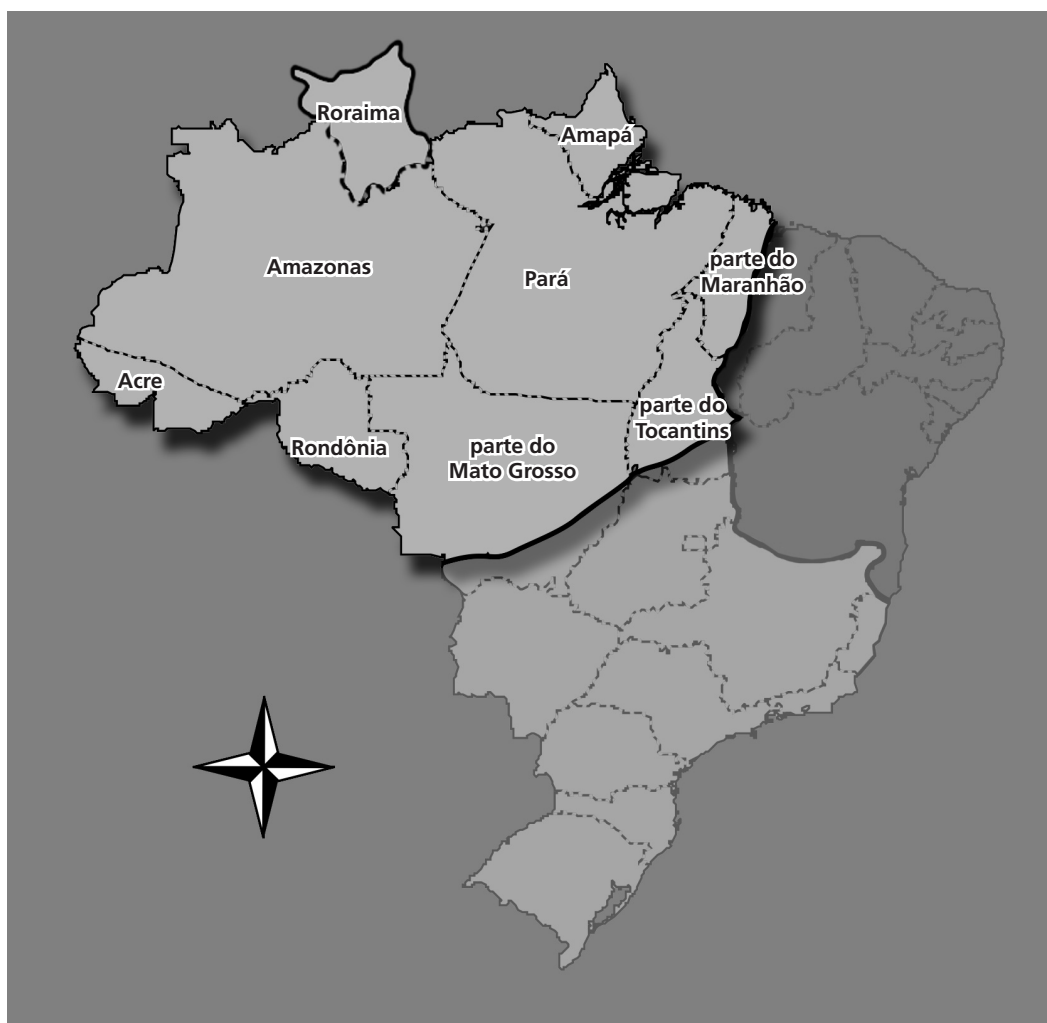 Roraima
Amapá
Amazonas
Pará
parte do
Maranhão
Acre
Rondônia
parte do
Mato Grosso
parte do
Tocantins